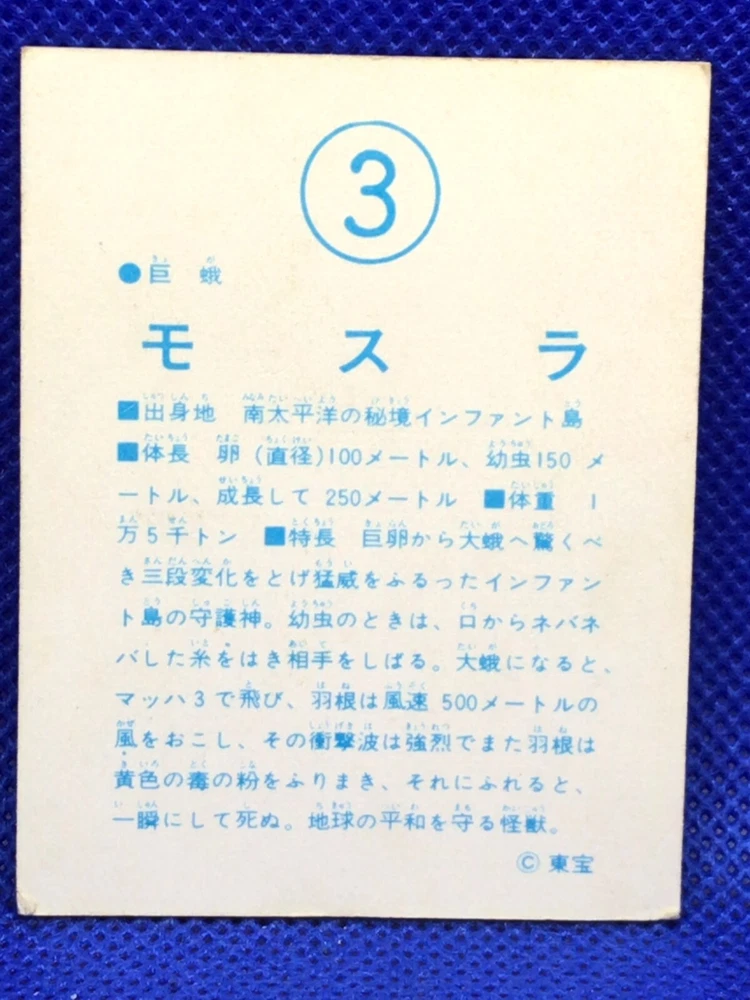 3
●巨蛾
モスラ
■出身地　南太平洋の秘境インファント島
■体長　卵(直径)100メートル、幼虫150メ
ートル、成長して250メートル　■体重　1
万5千トン　■特長　巨卵から大蛾へ驚くべ
き三段変化をとげ猛威をふるったインファン
ト島の守護神。幼虫のときは、口からネバネ
バした糸をはき相手をしばる。大蛾になると、
マッハ3で飛び、羽根は風速500メートルの
風をおこし、その衝撃波は強烈でまた羽根は
黄色の毒の粉をふりまき、それにふれると、
一瞬にして死ぬ。地球の平和を守る怪獣。
©東宝